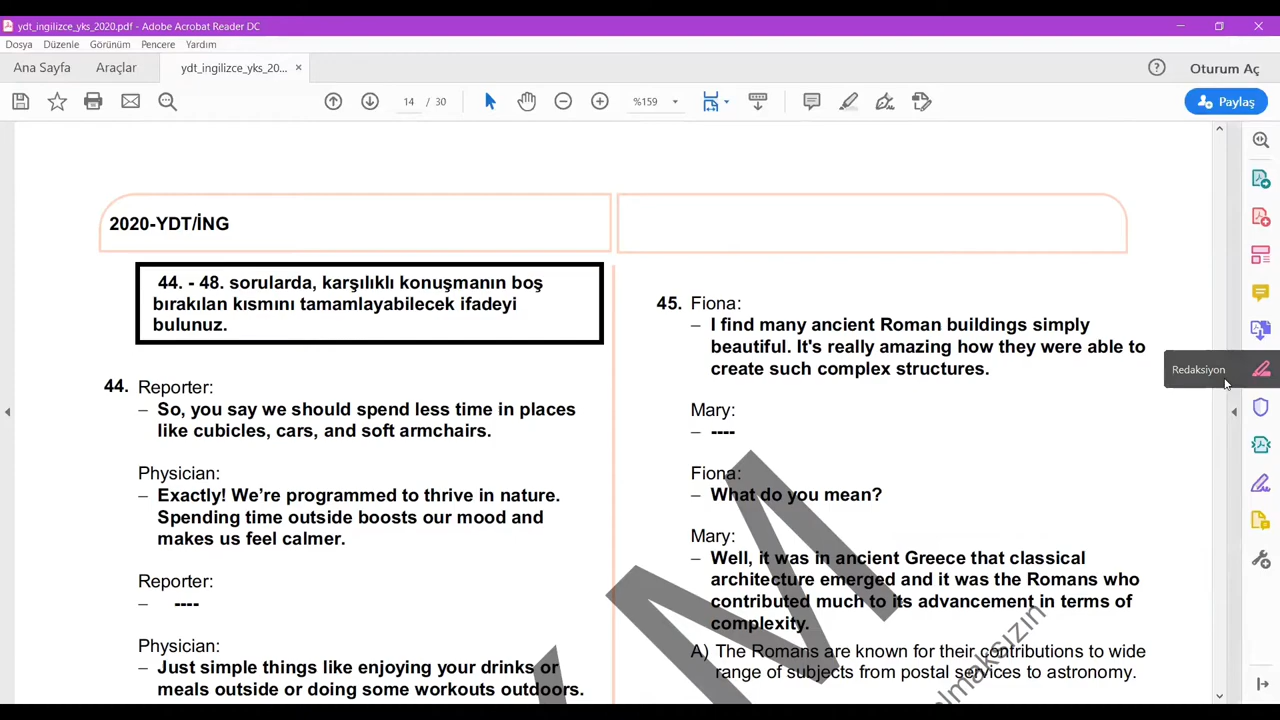 ydt_ingilizce_yks_2020.pdf - Adobe Acrobat Reader DC
Dosya Düzenle Görünüm Pencere Yardım
Ana Sayfa Araçlar ydt_ingilizce_yks_20... × Oturum Aç
14 / 30 %159 Paylaş
2020-YDT/İNG
44. - 48. sorularda, karşılıklı konuşmanın boş
bırakılan kısmını tamamlayabilecek ifadeyi
bulunuz.
44. Reporter:
– So, you say we should spend less time in places
like cubicles, cars, and soft armchairs.
Physician:
– Exactly! We're programmed to thrive in nature.
Spending time outside boosts our mood and
makes us feel calmer.
Reporter:
– ----
Physician:
– Just simple things like enjoying your drinks or
meals outside or doing some workouts outdoors.
45. Fiona:
– I find many ancient Roman buildings simply
beautiful. It's really amazing how they were able to
create such complex structures.
Mary:
– ----
Fiona:
– What do you mean?
Mary:
– Well, it was in ancient Greece that classical
architecture emerged and it was the Romans who
contributed much to its advancement in terms of
complexity.
A) The Romans are known for their contributions to wide
range of subjects from postal services to astronomy.
Redaksiyon
M